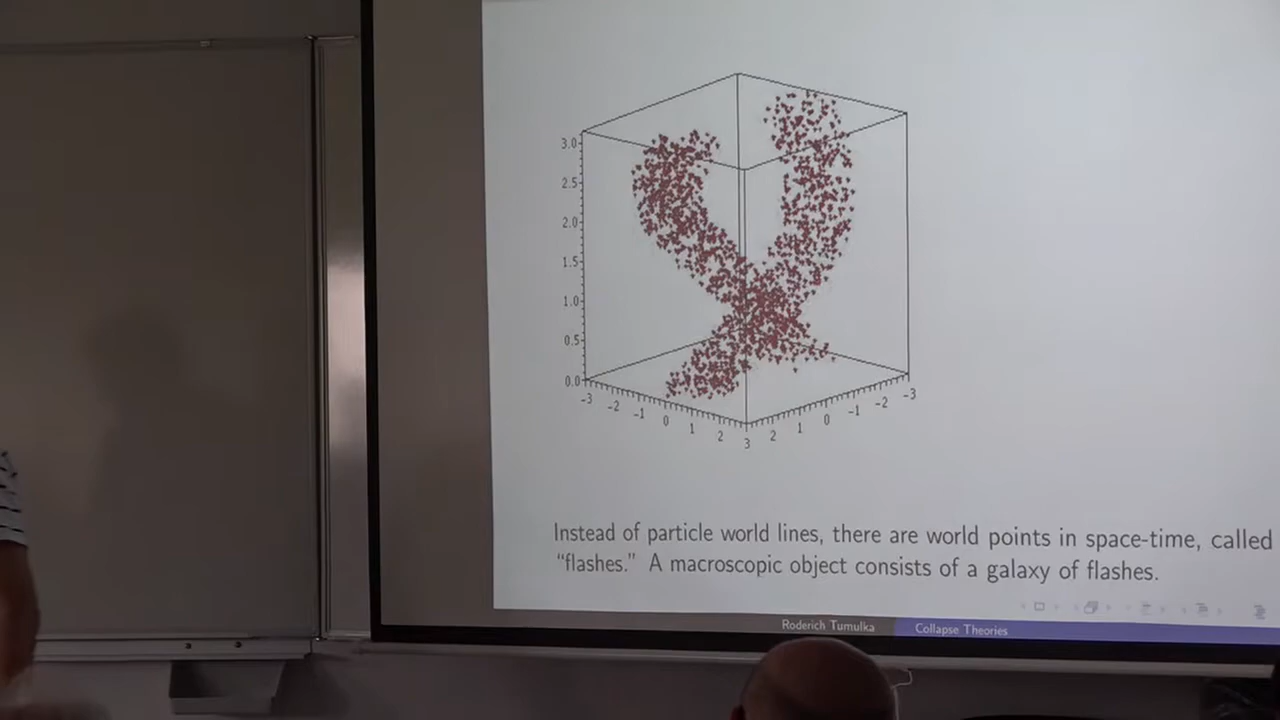 3.0
2.5
2.0
1.5
1.0
0.5
0.0
-3 -2 -1 0 1 2 3 2 1 0 -1 -2 -3
Instead of particle world lines, there are world points in space-time, called
“flashes.” A macroscopic object consists of a galaxy of flashes.
Roderich Tumulka Collapse Theories